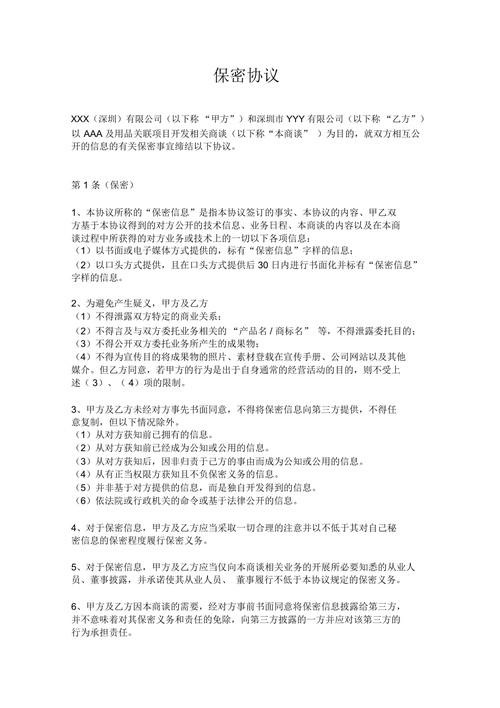 保密协议
XXX（深圳）有限公司（以下称 “甲方”）和深圳市 YYY 有限公司（以下称 “乙方”）
以 AAA 及用品关联项目开发相关商谈（以下称“本商谈” ）为目的，就双方相互公
开的信息的有关保密事宜缔结以下协议。
第 1 条（保密）
1、本协议所称的“保密信息”是指本协议签订的事实、本协议的内容、甲乙双
方基于本协议得到的对方公开的技术信息、业务日程、本商谈的内容以及在本商
谈过程中所获得的对方业务或技术上的一切以下各项信息：
（1）以书面或电子媒体方式提供的，标有“保密信息”字样的信息；
（2）以口头方式提供，且在口头方式提供后 30 日内进行书面化并标有“保密信息”
字样的信息。
2、为避免产生疑义，甲方及乙方
（1）不得泄露双方特定的商业关系；
（2）不得言及与双方委托业务相关的 “产品名 / 商标名” 等，不得泄露委托目的；
（3）不得公开双方委托业务所产生的成果物；
（4）不得为宣传目的将成果物的照片、素材登载在宣传手册、公司网站以及其他
媒介。但乙方同意，若甲方的行为是出于自身通常的经营活动的目的，则不受上
述（ 3）、（ 4）项的限制。
3、甲方及乙方未经对方事先书面同意，不得将保密信息向第三方提供，不得任
意复制，但以下情况除外。
（1）从对方获知前已拥有的信息。
（2）从对方获知前已经成为公知或公用的信息。
（3）从对方获知后，因非归责于己方的事由而成为公知或公用的信息。
（4）从有正当权限方获知且不负保密义务的信息。
（5）并非基于对方提供的信息，而是独自开发得到的信息。
（6）依法院或行政机关的命令或基于法律公开的信息。
4、对于保密信息，甲方及乙方应当采取一切合理的注意并以不低于其对自己秘
密信息的保密程度履行保密义务。
5、对于保密信息，甲方及乙方应当仅向本商谈相关业务的开展所必要知悉的从业人
员、董事披露，并承诺使其从业人员、 董事履行不低于本协议规定的保密义务。
6、甲方及乙方因本商谈的需要，经对方事前书面同意将保密信息披露给第三方，
并不意味着对其保密义务和责任的免除，向第三方披露的一方并应对该第三方的
行为承担责任。